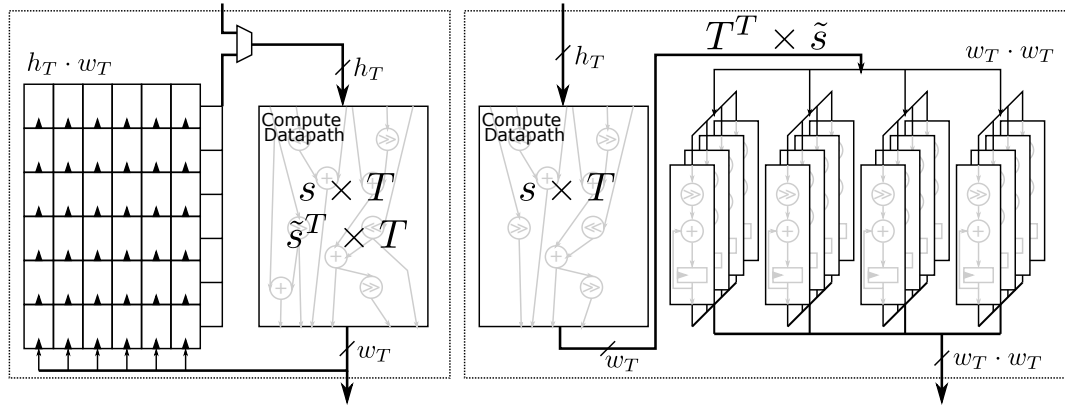 h_T · w_T
h_T
Compute
Datapath
s × T
s̃^T × T
w_T
h_T
Compute
Datapath
s × T
w_T
T^T × s̃
w_T · w_T
w_T · w_T